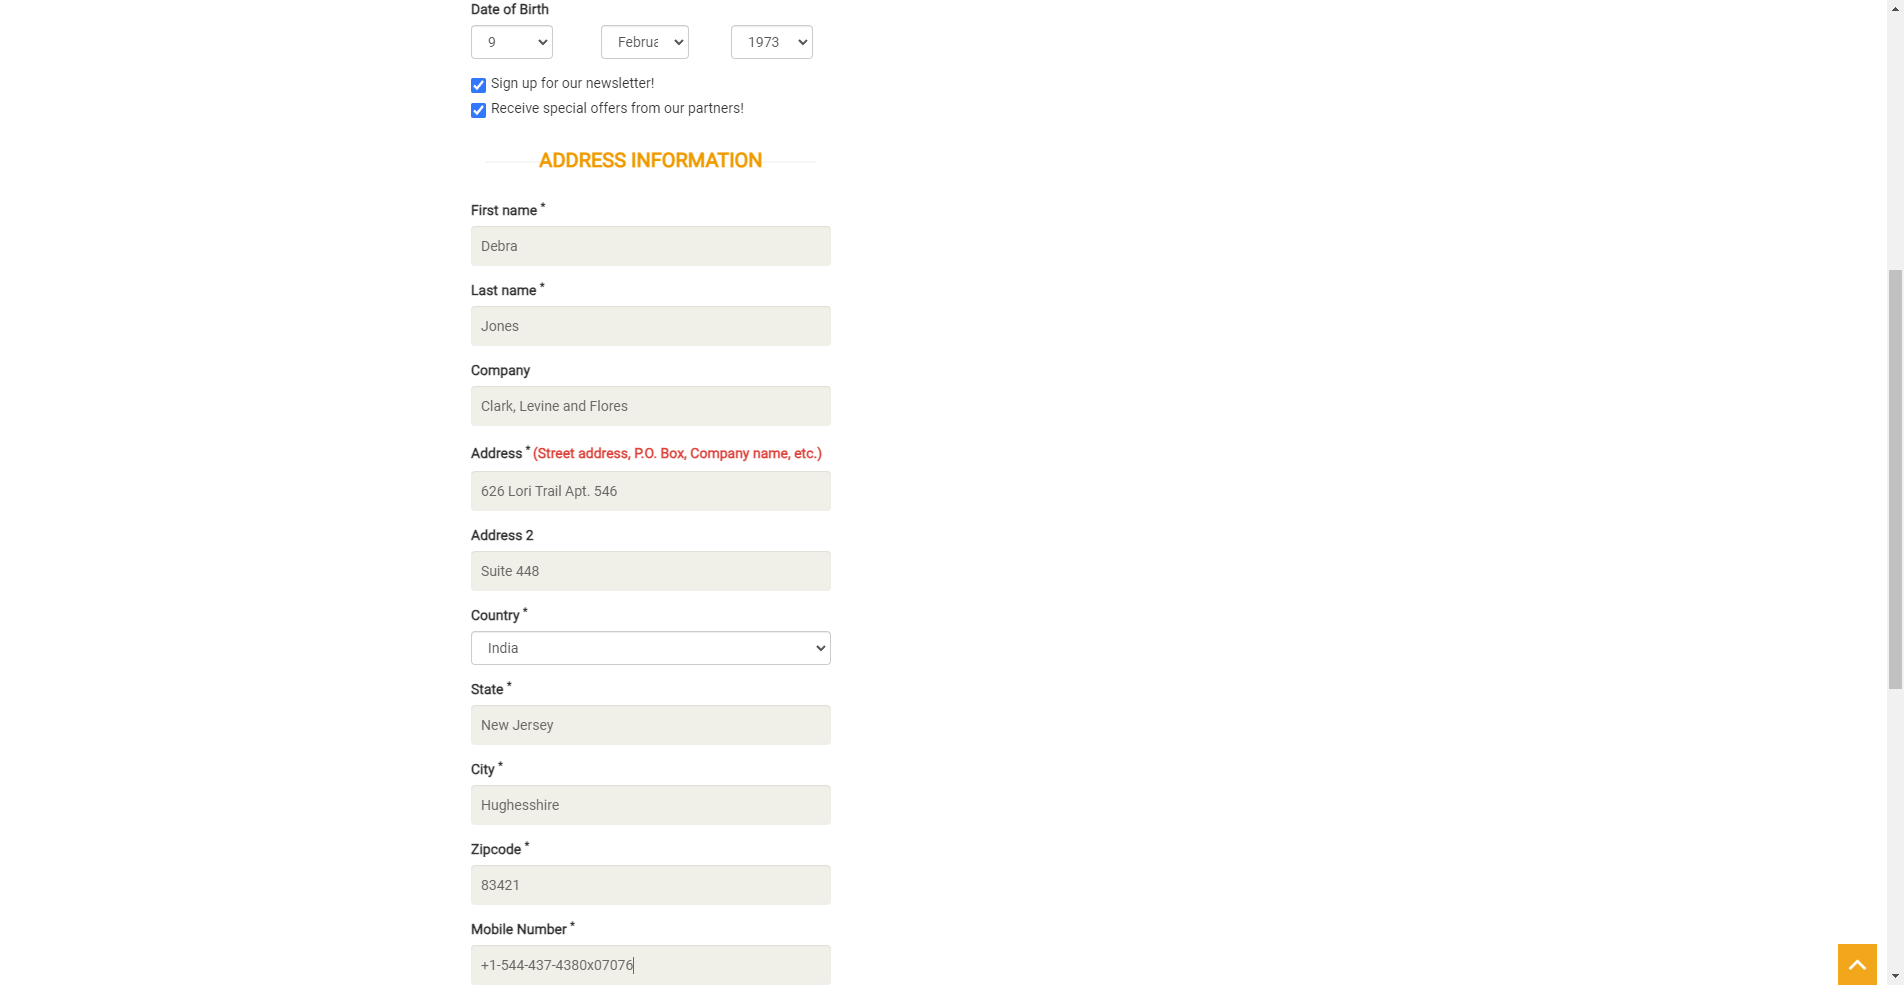 Date of Birth
9 Februa 1973
Sign up for our newsletter!
Receive special offers from our partners!
ADDRESS INFORMATION
First name *
Debra
Last name *
Jones
Company
Clark, Levine and Flores
Address * (Street address, P.O. Box, Company name, etc.)
626 Lori Trail Apt. 546
Address 2
Suite 448
Country *
India
State *
New Jersey
City *
Hughesshire
Zipcode *
83421
Mobile Number *
+1-544-437-4380x07076